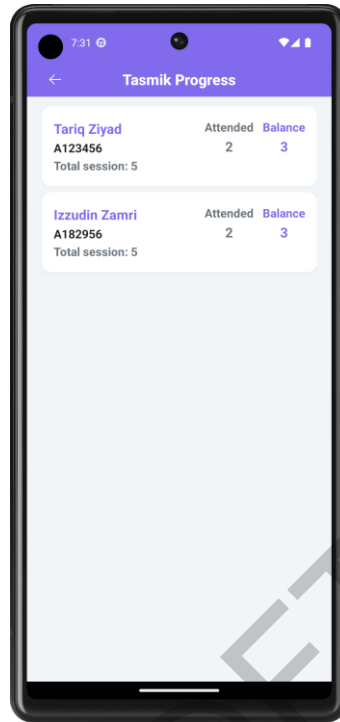 7:31
Tasmik Progress
Tariq Ziyad Attended Balance
A123456 2 3
Total session: 5
Izzudin Zamri Attended Balance
A182956 2 3
Total session: 5